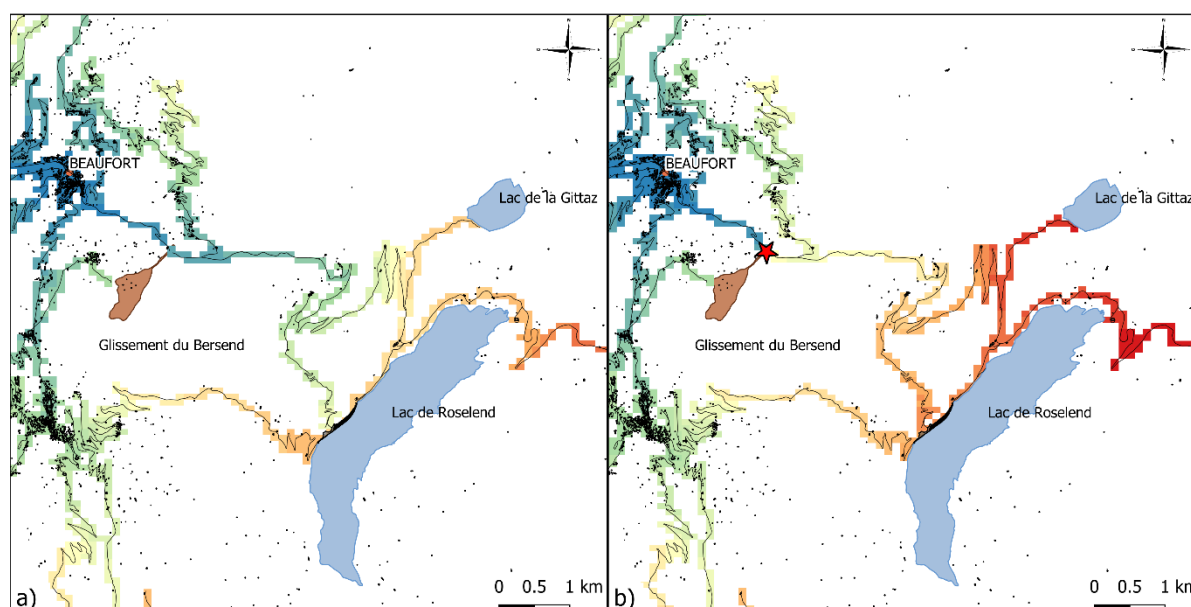 BEAUFORT
Lac de la Gittaz
Glissement du Bersend
Lac de Roselend
a)
0 0.5 1 km
BEAUFORT
Lac de la Gittaz
Glissement du Bersend
Lac de Roselend
b)
0 0.5 1 km